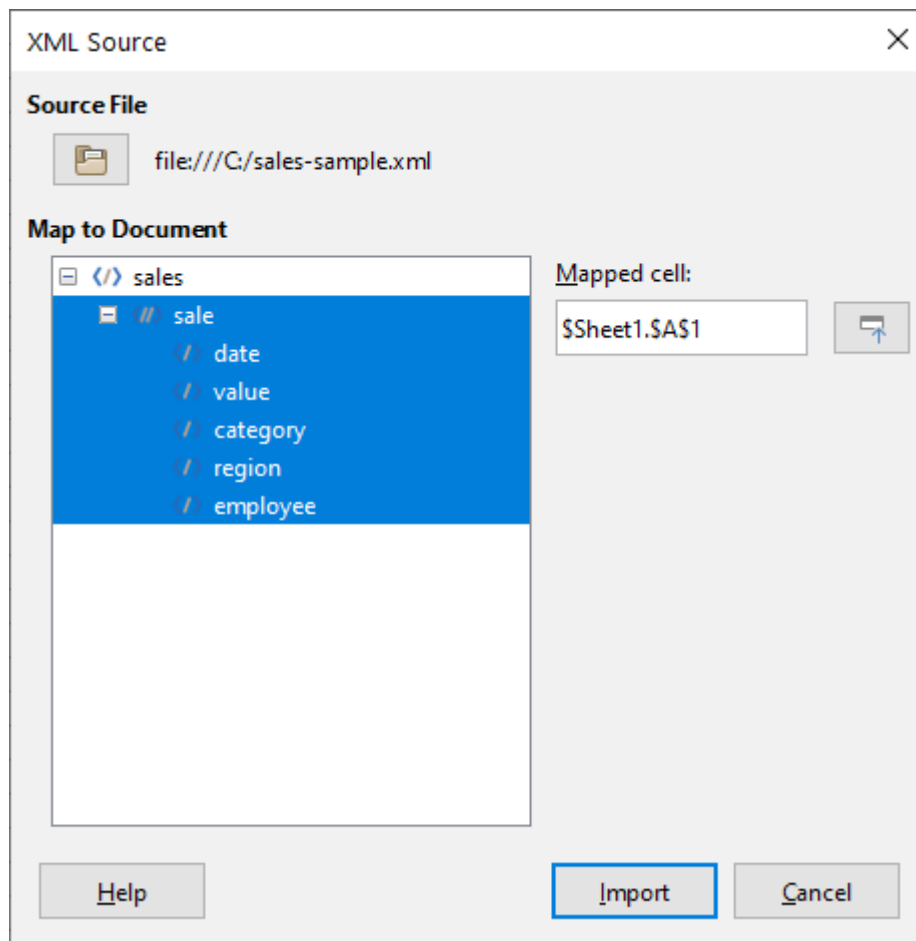 XML Source
Source File
file:///C:/sales-sample.xml
Map to Document
sales
sale
date
value
category
region
employee
Mapped cell:
$Sheet1.$A$1
Help
Import
Cancel